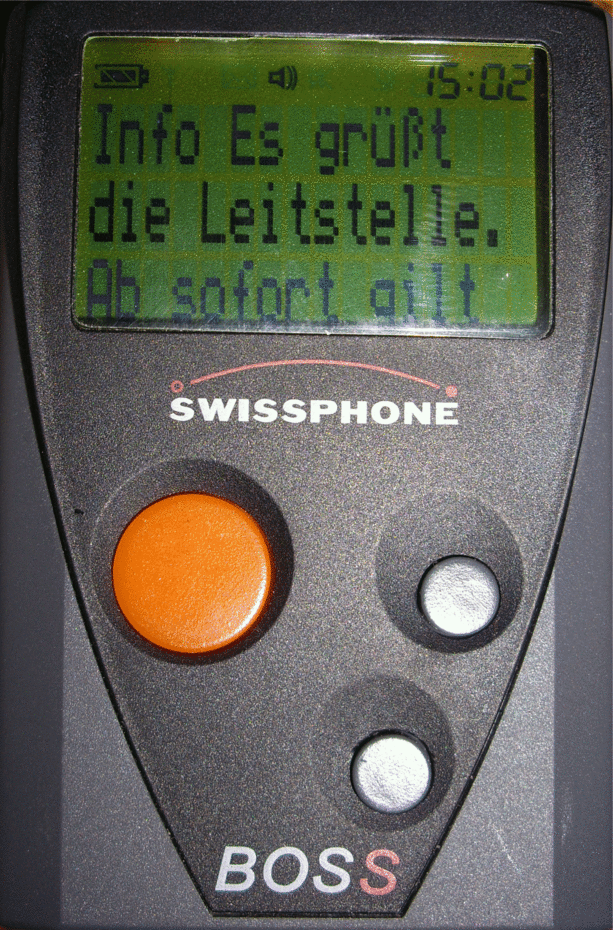 15:02
Info Es grüßt
die Leitstelle.
Ab sofort gilt
SWISSPHONE
BOSS